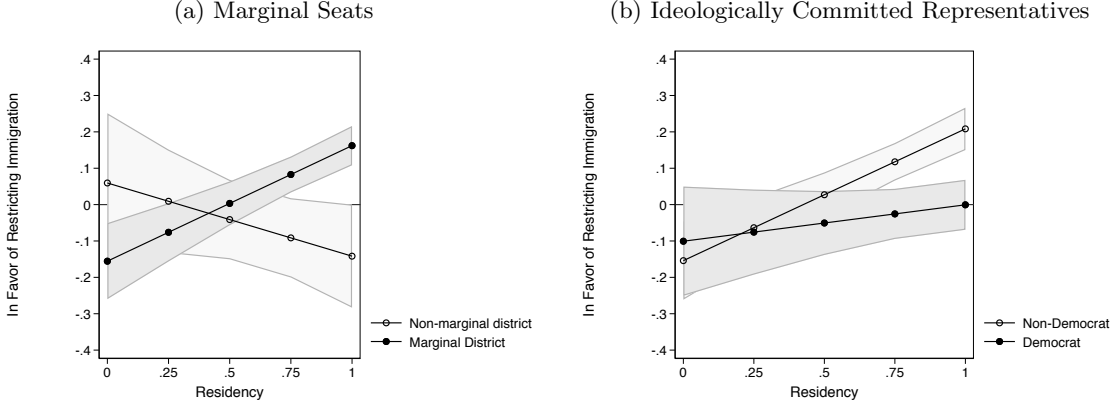 (a) Marginal Seats
(b) Ideologically Committed Representatives
In Favor of Restricting Immigration
.4
.3
.2
.1
0
-.1
-.2
-.3
-.4
0 .25 .5 .75 1
Residency
Non-marginal district
Marginal District
In Favor of Restricting Immigration
.4
.3
.2
.1
0
-.1
-.2
-.3
-.4
0 .25 .5 .75 1
Residency
Non-Democrat
Democrat